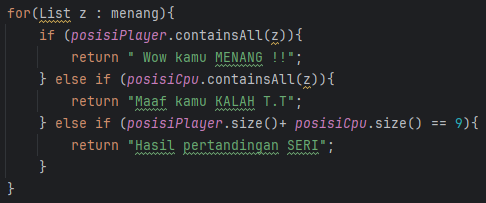 for(List z : menang){
if (posisiPlayer.containsAll(z)){
return " Wow kamu MENANG !!";
} else if (posisiCpu.containsAll(z)){
return "Maaf kamu KALAH T.T";
} else if (posisiPlayer.size()+ posisiCpu.size() == 9){
return "Hasil pertandingan SERI";
}
}